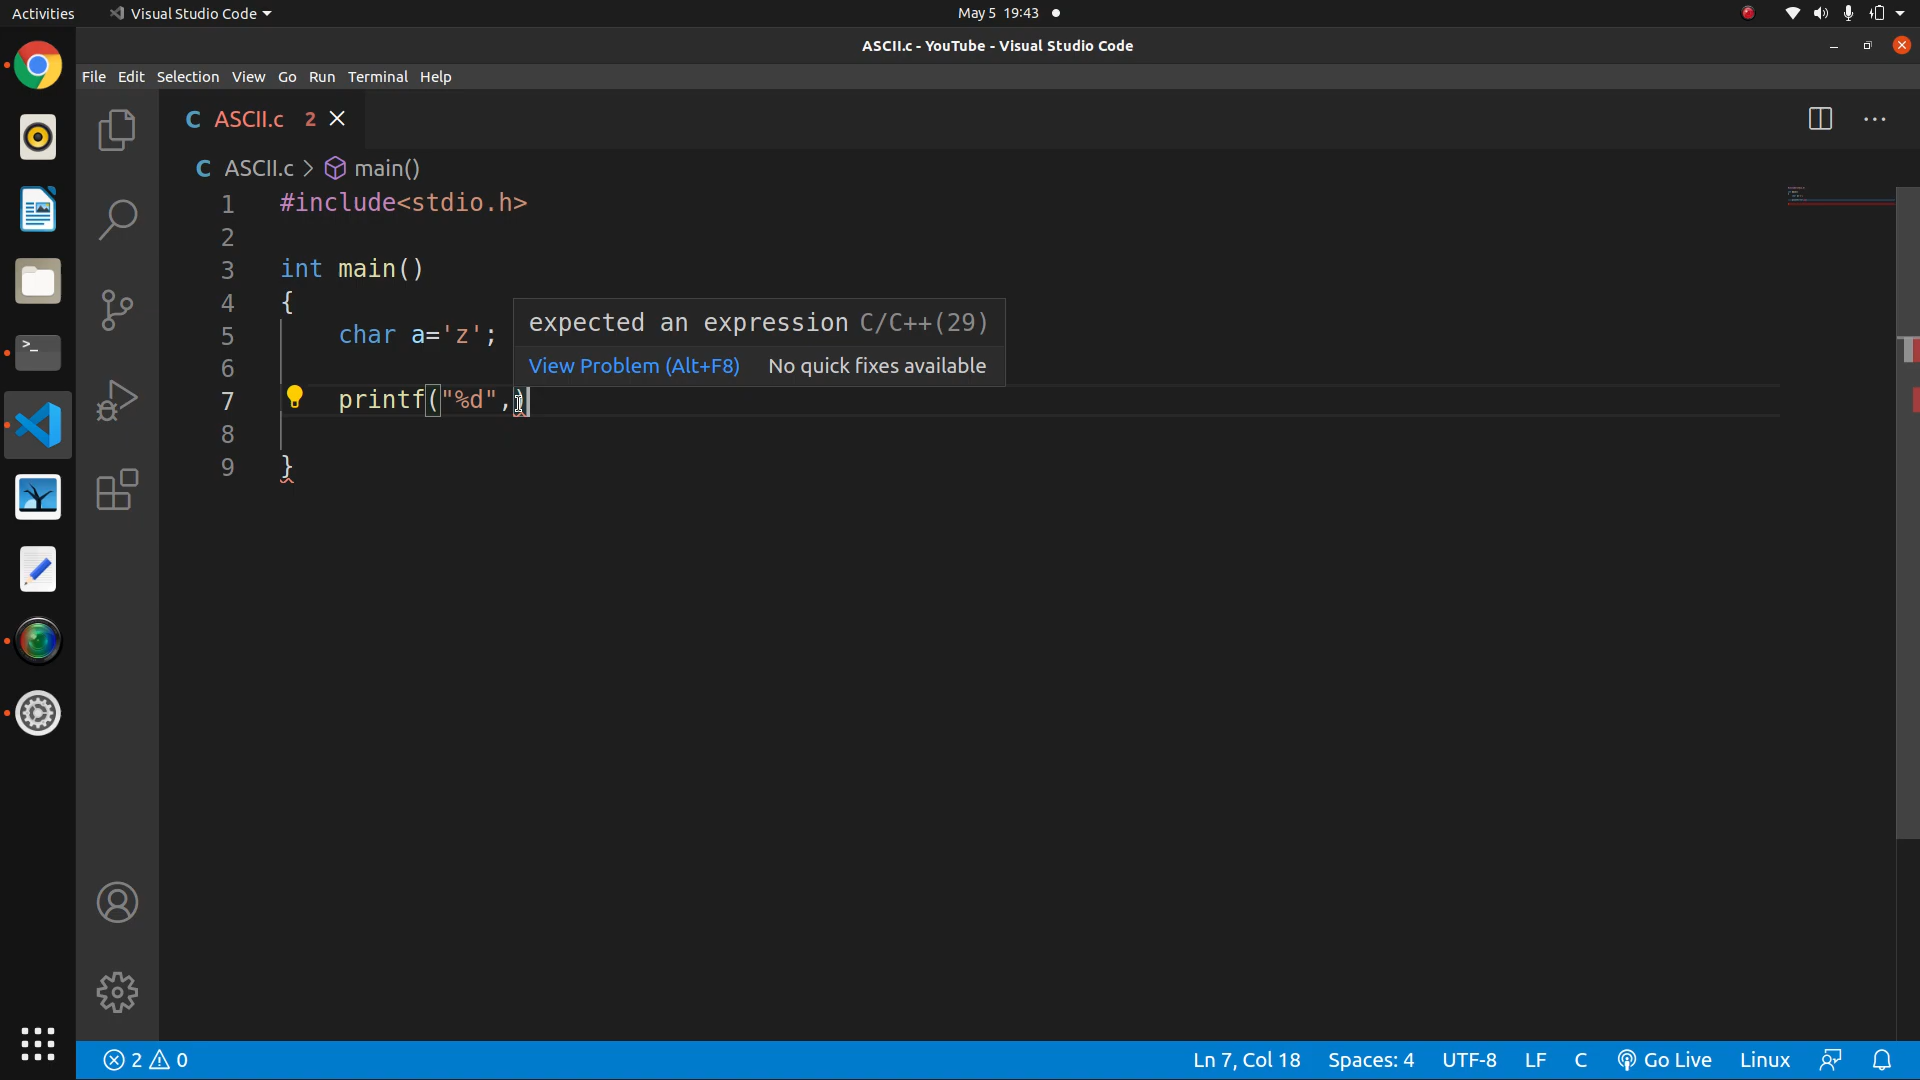 Activities Visual Studio Code May 5 19:43
ASCII.c - YouTube - Visual Studio Code
File Edit Selection View Go Run Terminal Help
C ASCII.c 2
C ASCII.c > main()
1 #include<stdio.h>
2
3 int main()
4 {
expected an expression C/C++(29)
5 char a='z';
6
View Problem (Alt+F8) No quick fixes available
7 printf("%d",)
8
9 }
2 0 Ln 7, Col 18 Spaces: 4 UTF-8 LF C Go Live Linux